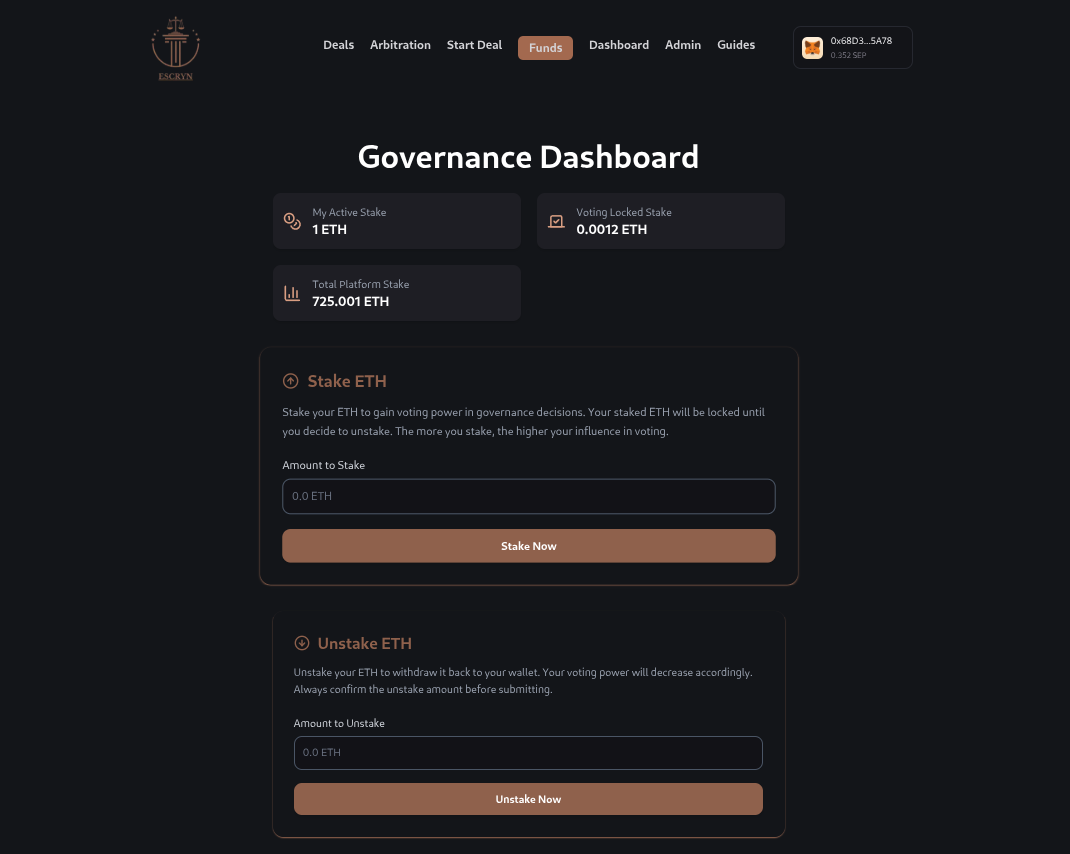 ESCRYN
Deals Arbitration Start Deal Funds Dashboard Admin Guides
0x68D3...5A78
0.352 SEP
Governance Dashboard
My Active Stake
1 ETH
Voting Locked Stake
0.0012 ETH
Total Platform Stake
725.001 ETH
Stake ETH
Stake your ETH to gain voting power in governance decisions. Your staked ETH will be locked until
you decide to unstake. The more you stake, the higher your influence in voting.
Amount to Stake
0.0 ETH
Stake Now
Unstake ETH
Unstake your ETH to withdraw it back to your wallet. Your voting power will decrease accordingly.
Always confirm the unstake amount before submitting.
Amount to Unstake
0.0 ETH
Unstake Now